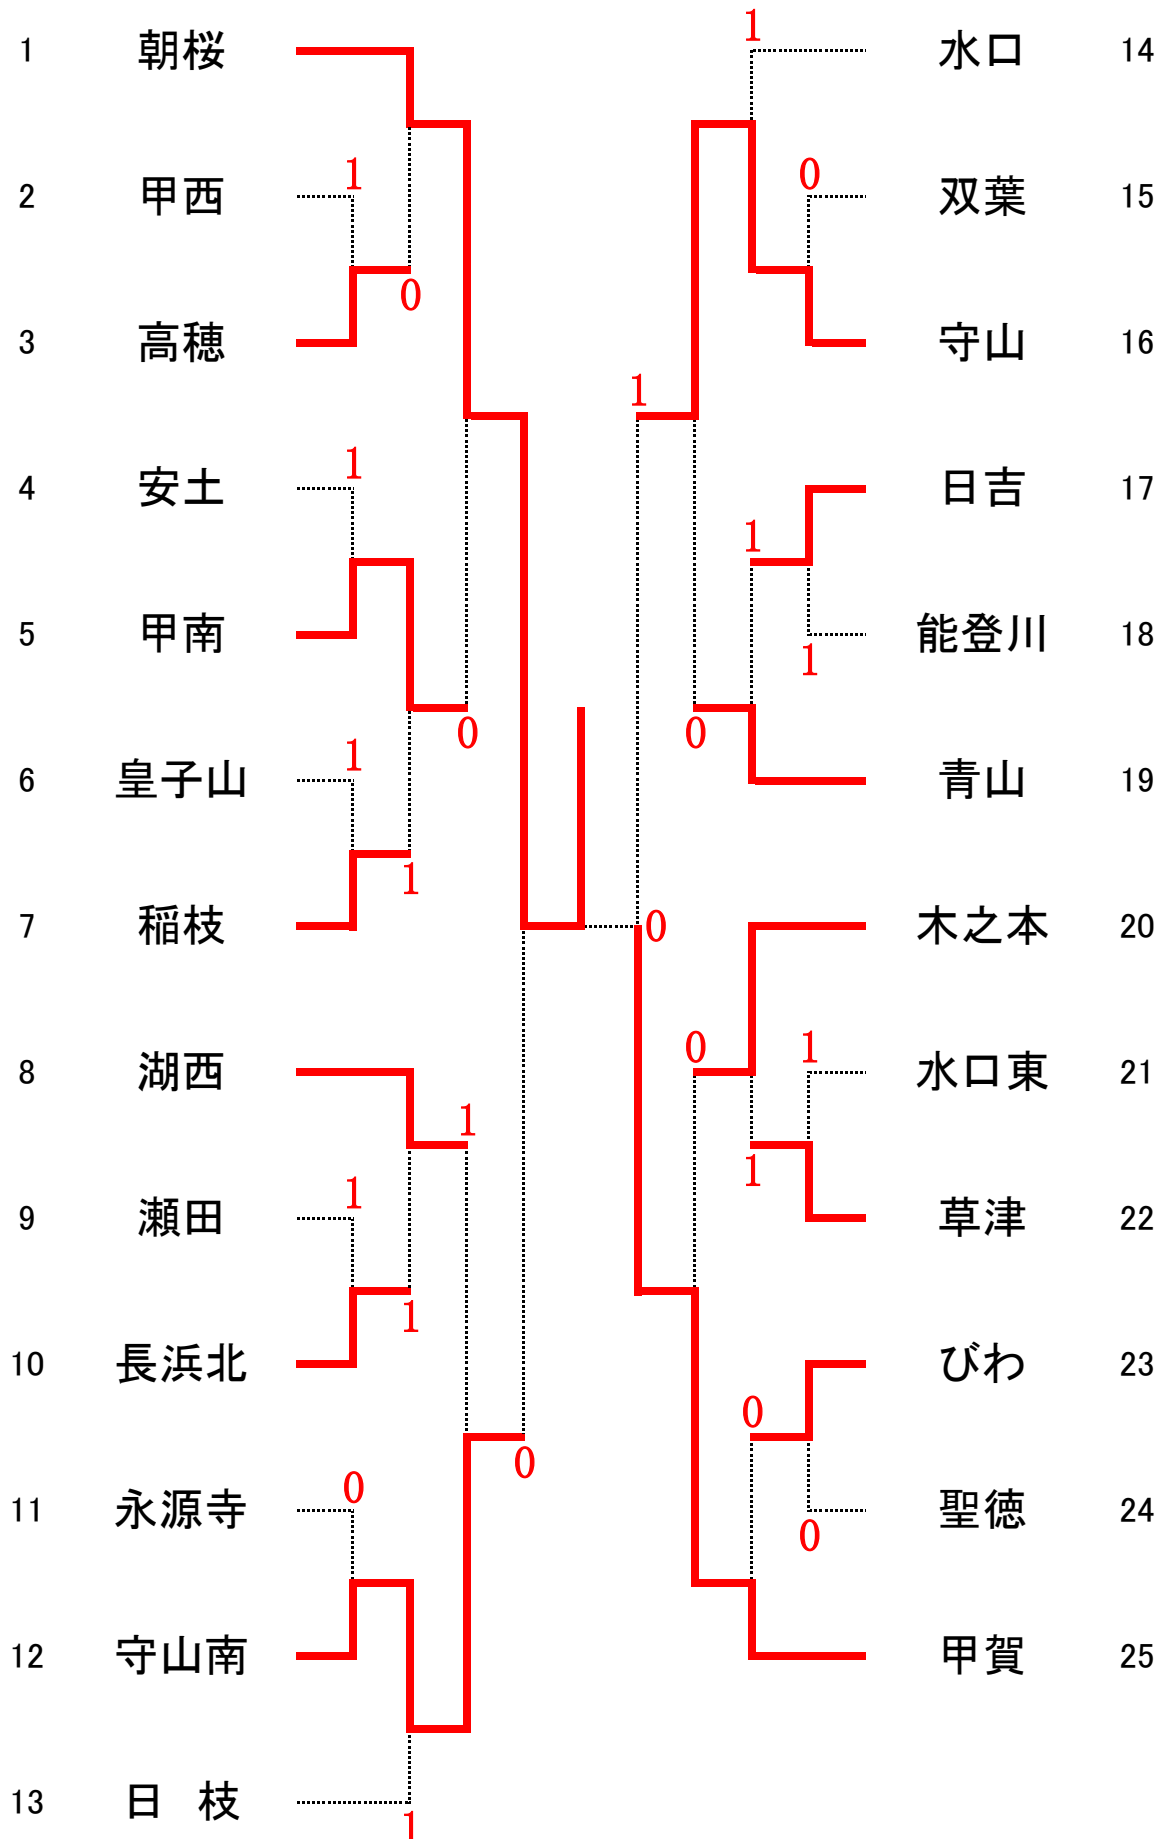 1 朝桜 1 水口 14
2 甲西 1 0 双葉 15
3 高穂 0 守山 16
1
4 安土 1 日吉 17
1
5 甲南 能登川 18
1
0 0
6 皇子山 1 青山 19
1
7 稲枝 0 木之本 20
0 1
8 湖西 水口東 21
1
1
9 瀬田 1 草津 22
1
10 長浜北 びわ 23
0
0
11 永源寺 0 聖徳 24
0
12 守山南 甲賀 25
13 日 枝
1